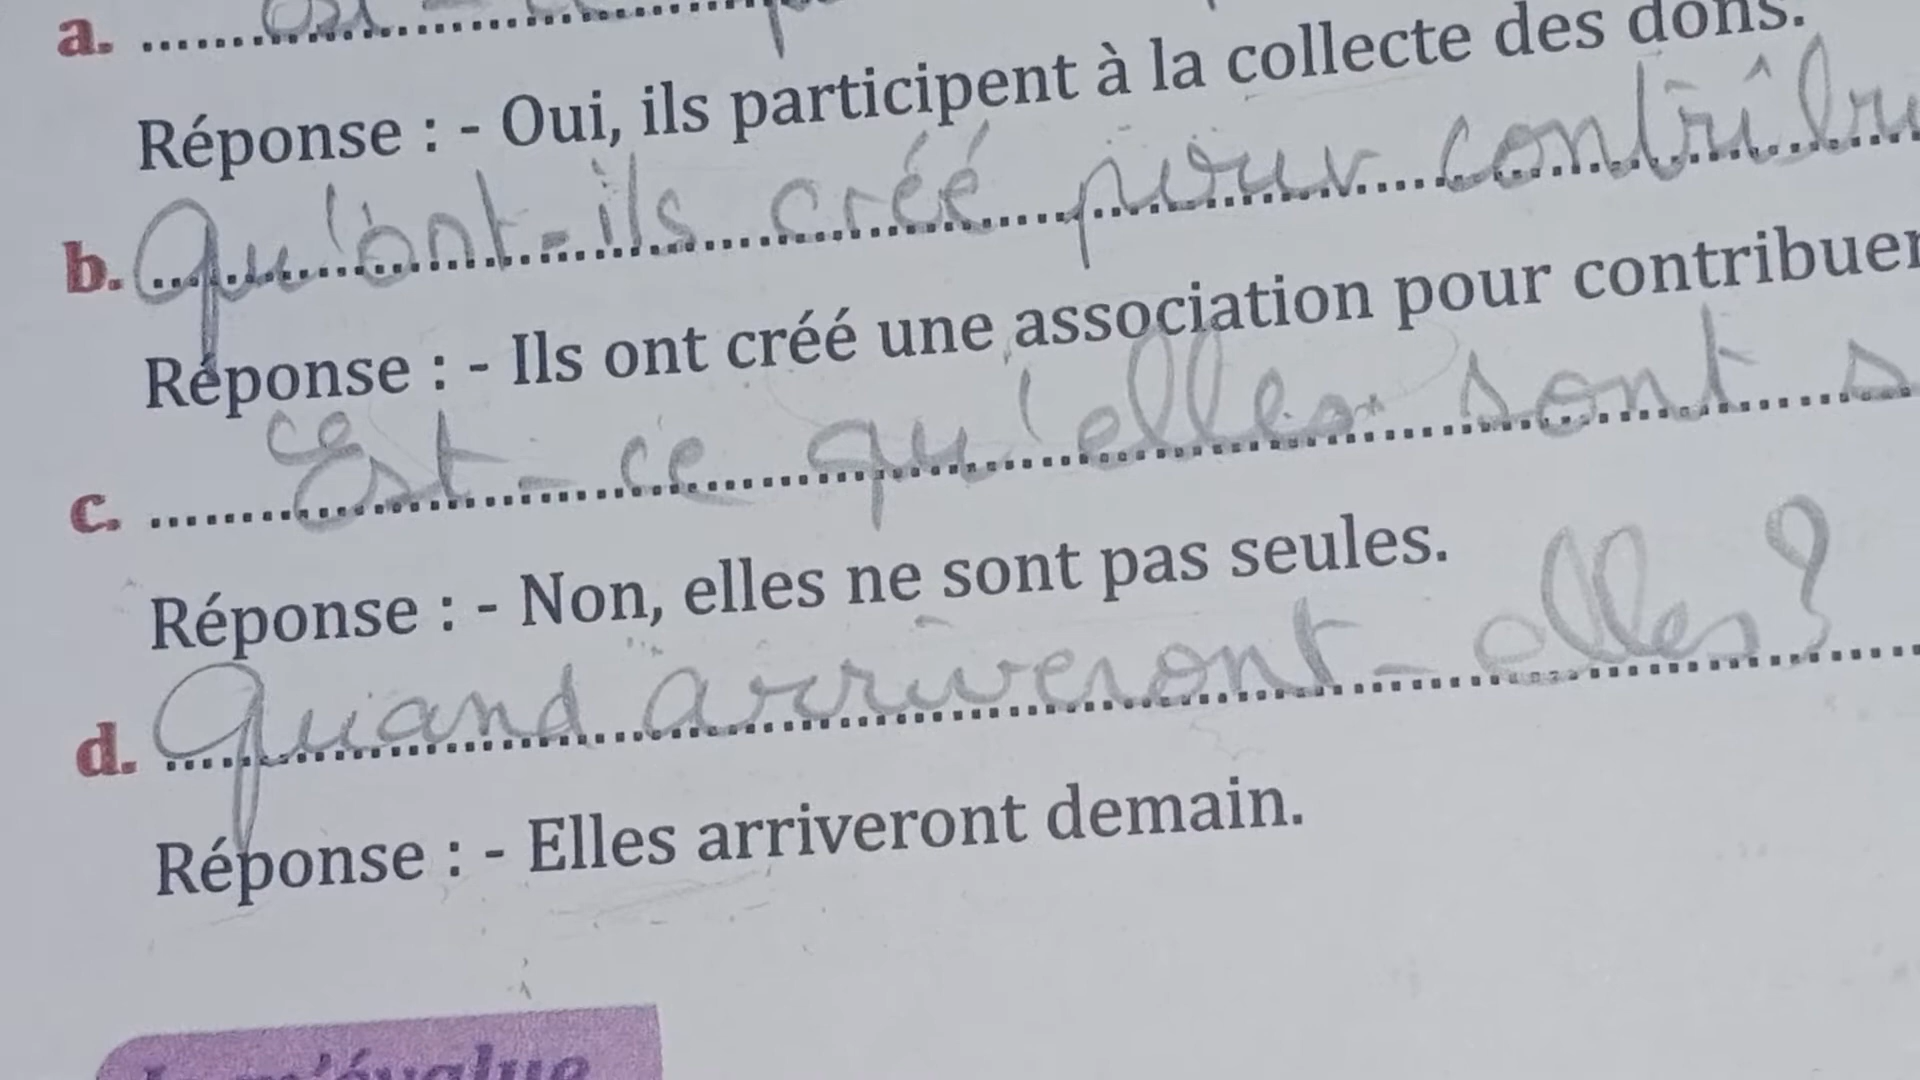 a.
Réponse : - Oui, ils participent à la collecte des dons.
b. Qu'ont-ils créé pour contribu
Réponse : - Ils ont créé une association pour contribuer
c. Est-ce qu'elles sont s
Réponse : - Non, elles ne sont pas seules.
d. Quand arriveront-elles?
Réponse : - Elles arriveront demain.
Je m'évalue